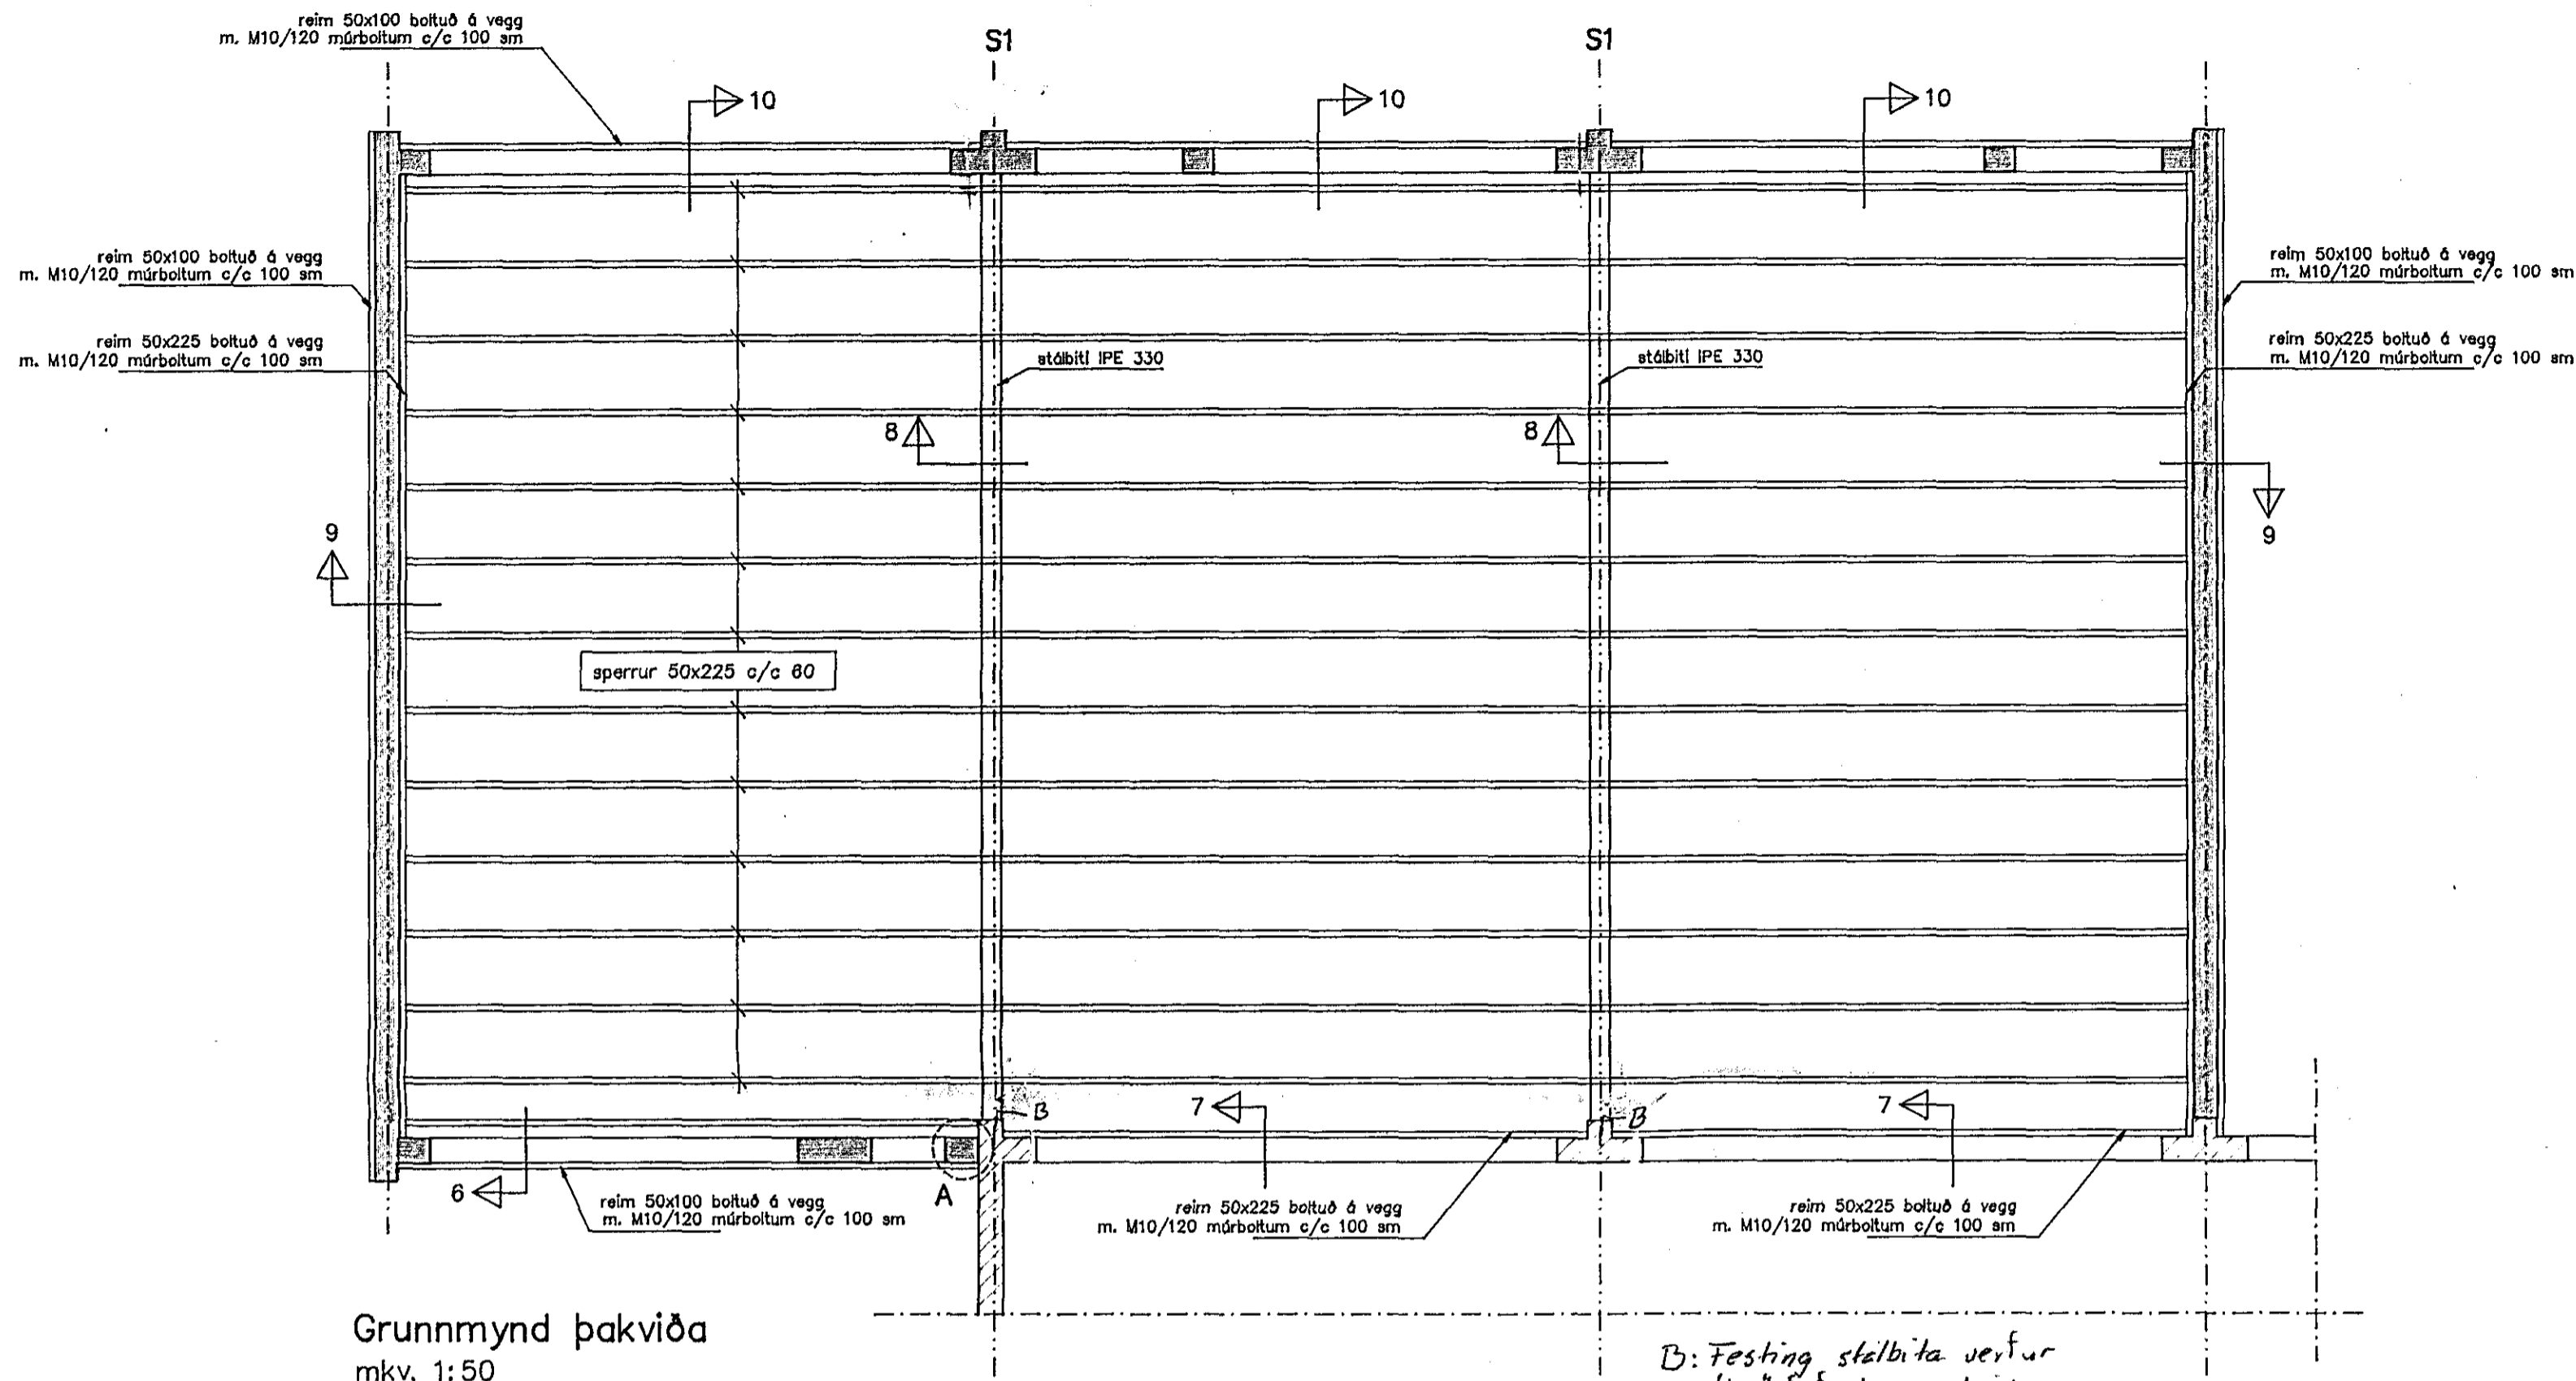 reim 50x100 boltuð á vegg
m. M10/120 múrboltum c/c 100 sm
S1
S1
10
10
10
reim 50x100 boltuð á vegg
m. M10/120 múrboltum c/c 100 sm
reim 50x100 boltuð á vegg
m. M10/120 múrboltum c/c 100 sm
reim 50x225 boltuð á vegg
m. M10/120 múrboltum c/c 100 sm
stálbiti IPE 330
stálbiti IPE 330
reim 50x225 boltuð á vegg
m. M10/120 múrboltum c/c 100 sm
8
8
9
9
sperrur 50x225 c/c 60
B
7
B
7
6
A
reim 50x100 boltuð á vegg
m. M10/120 múrboltum c/c 100 sm
reim 50x225 boltuð á vegg
m. M10/120 múrboltum c/c 100 sm
reim 50x225 boltuð á vegg
m. M10/120 múrboltum c/c 100 sm
Grunnmynd þakviða
mkv. 1:50
B: Festing stálbita